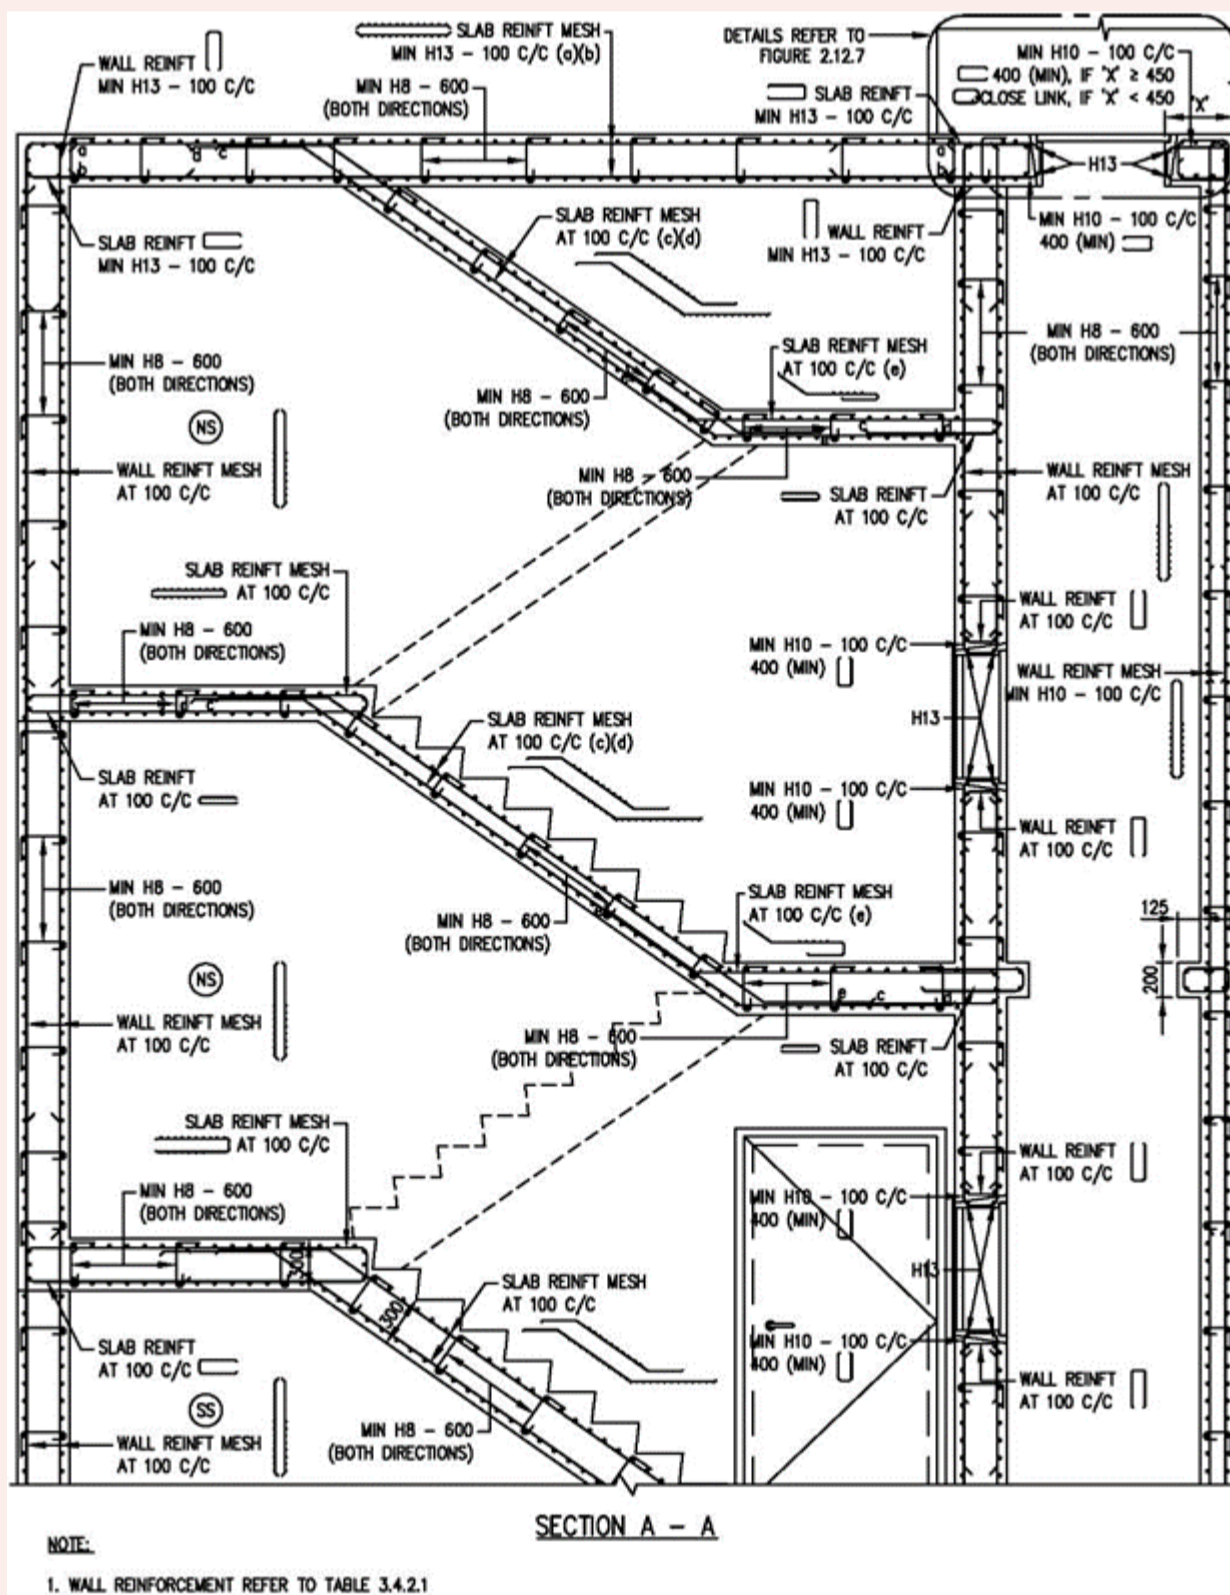 SLAB REINFT MESH
MIN H13 - 100 C/C (a)(b)
DETAILS REFER TO
FIGURE 2.12.7
MIN H10 - 100 C/C
400 (MIN), IF "X" ≥ 450
CLOSE LINK, IF "X" < 450
"X"
WALL REINFT
MIN H13 - 100 C/C
MIN H8 - 600
(BOTH DIRECTIONS)
SLAB REINFT
MIN H13 - 100 C/C
a
b
c
a
b
H13
SLAB REINFT
MIN H13 - 100 C/C
SLAB REINFT MESH
AT 100 C/C (c)(d)
WALL REINFT
MIN H13 - 100 C/C
MIN H10 - 100 C/C
400 (MIN)
MIN H8 - 600
(BOTH DIRECTIONS)
MIN H8 - 600
(BOTH DIRECTIONS)
SLAB REINFT MESH
AT 100 C/C (e)
MIN H8 - 600
(BOTH DIRECTIONS)
NS
WALL REINFT MESH
AT 100 C/C
MIN H8 - 600
(BOTH DIRECTIONS)
SLAB REINFT
AT 100 C/C
WALL REINFT MESH
AT 100 C/C
SLAB REINFT MESH
AT 100 C/C
MIN H8 - 600
(BOTH DIRECTIONS)
WALL REINFT
AT 100 C/C
MIN H10 - 100 C/C
400 (MIN)
WALL REINFT MESH
MIN H10 - 100 C/C
H13
SLAB REINFT MESH
AT 100 C/C (c)(d)
SLAB REINFT
AT 100 C/C
MIN H10 - 100 C/C
400 (MIN)
WALL REINFT
AT 100 C/C
MIN H8 - 600
(BOTH DIRECTIONS)
MIN H8 - 600
(BOTH DIRECTIONS)
SLAB REINFT MESH
AT 100 C/C (e)
125
200
NS
WALL REINFT MESH
AT 100 C/C
e
c
MIN H8 - 600
(BOTH DIRECTIONS)
SLAB REINFT
AT 100 C/C
SLAB REINFT MESH
AT 100 C/C
MIN H8 - 600
(BOTH DIRECTIONS)
WALL REINFT
AT 100 C/C
MIN H10 - 100 C/C
400 (MIN)
300
300
SLAB REINFT MESH
AT 100 C/C
H13
SLAB REINFT
AT 100 C/C
MIN H10 - 100 C/C
400 (MIN)
WALL REINFT
AT 100 C/C
SS
WALL REINFT MESH
AT 100 C/C
MIN H8 - 600
(BOTH DIRECTIONS)
SECTION A - A
NOTE:
1. WALL REINFORCEMENT REFER TO TABLE 3.4.2.1